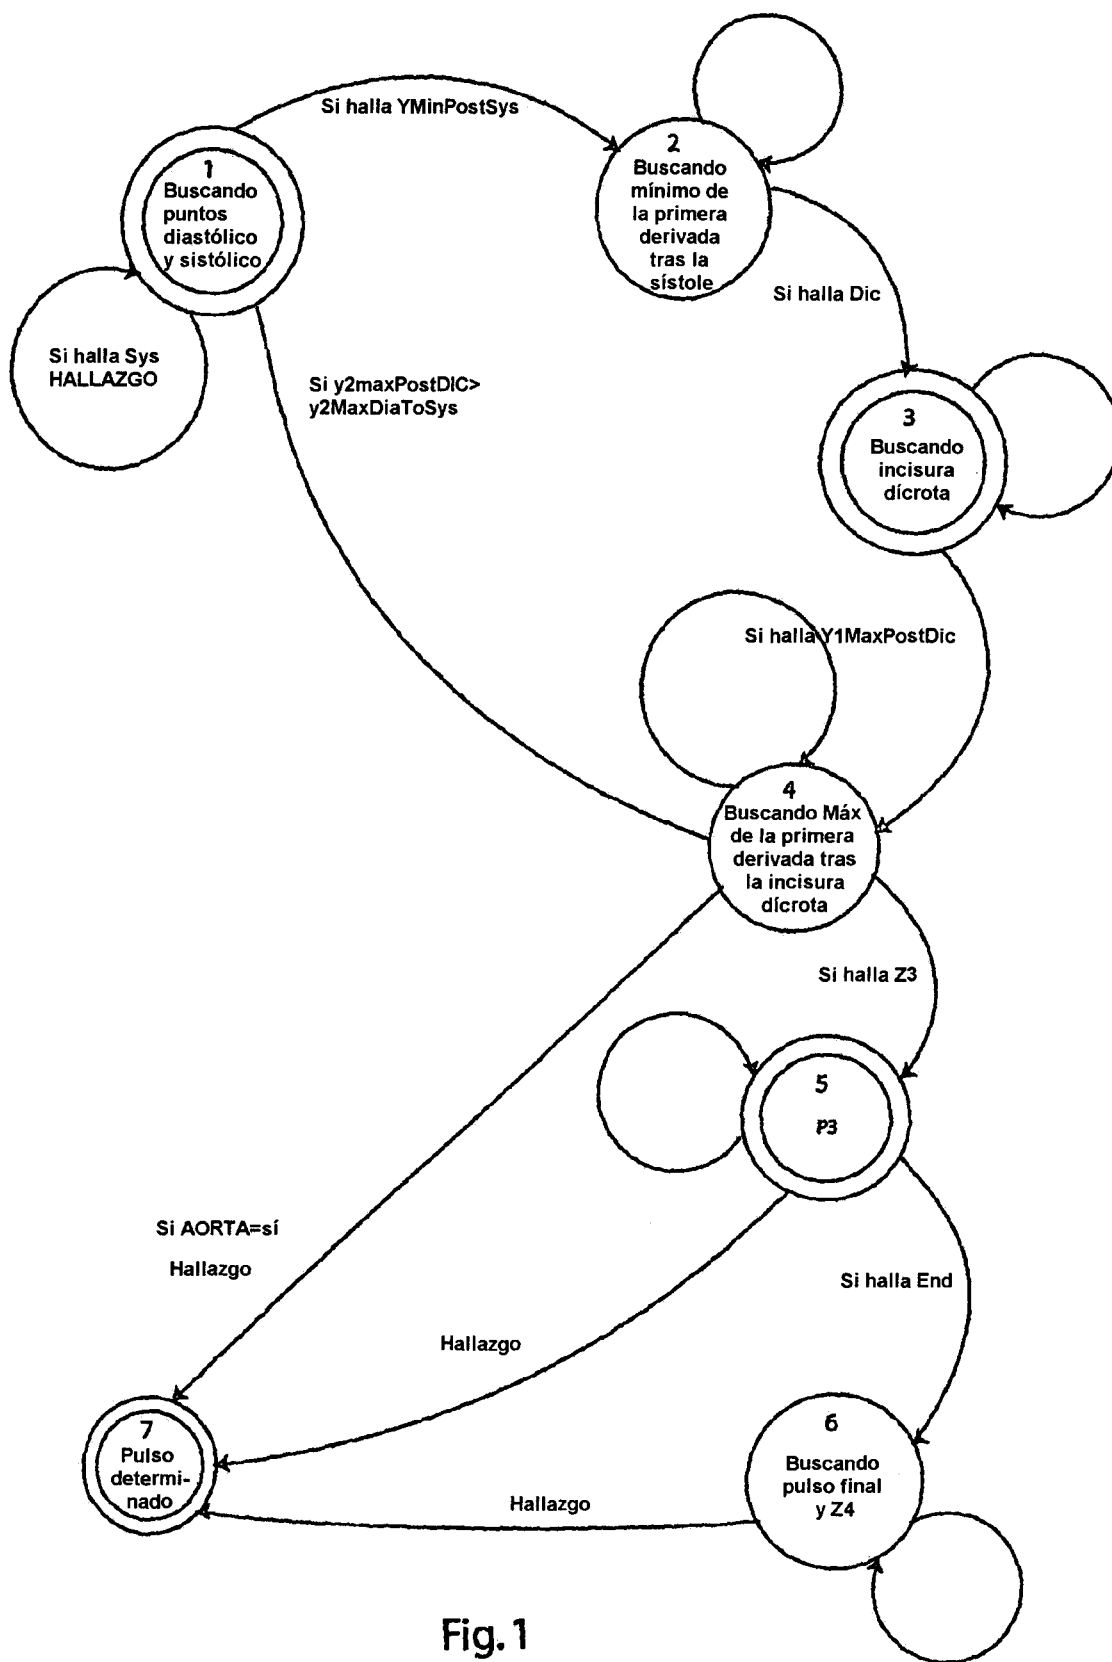 Si halla YMinPostSys
1
Buscando
puntos
diastólico
y sistólico
2
Buscando
mínimo de
la primera
derivada
tras la
sístole
Si halla Dic
Si halla Sys
HALLAZGO
Si y2maxPostDIC>
y2MaxDiaToSys
3
Buscando
incisura
dícrota
Si halla Y1MaxPostDic
4
Buscando Máx
de la primera
derivada tras
la incisura
dícrota
Si halla Z3
5
P3
Si AORTA=sí
Hallazgo
Si halla End
Hallazgo
7
Pulso
determi-
nado
6
Buscando
pulso final
y Z4
Hallazgo
Fig. 1